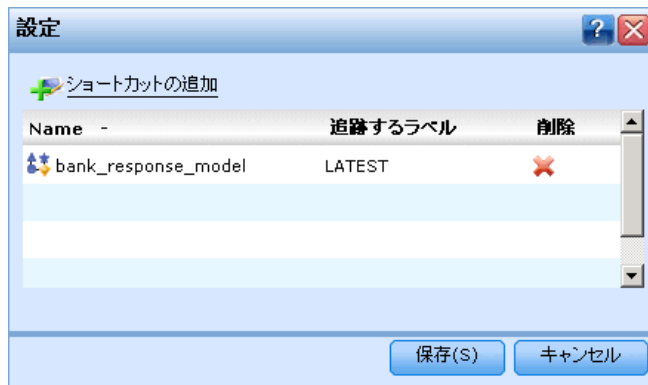 設定
ショートカットの追加
Name - 追跡するラベル 削除
bank_response_model LATEST
保存(S) キャンセル